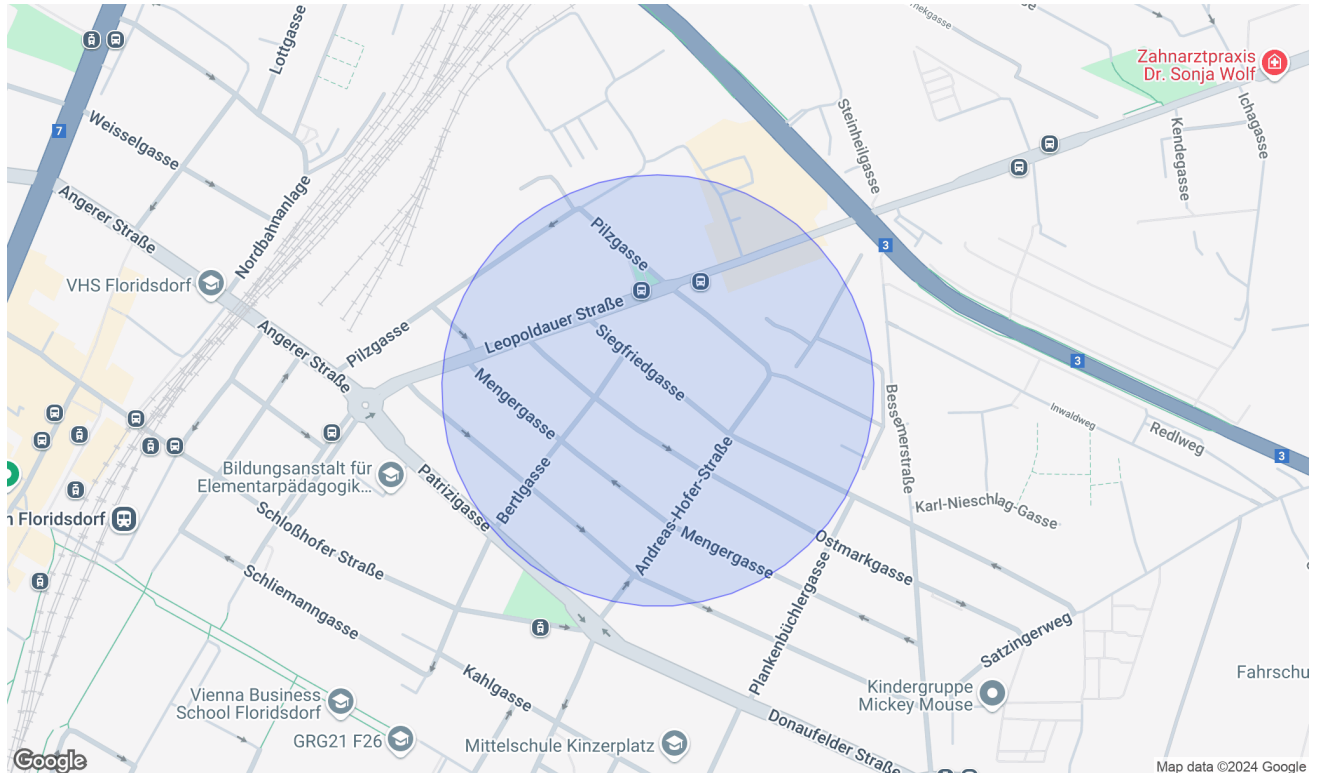 nekgasse
Zahnarztpraxis
Dr. Sonja Wolf
Lottgasse
Ichagasse
Steinheilgasse
Kendegasse
Weisselgasse
7
Angerer Straße
Nordbahnanlage
Pilzgasse
3
VHS Floridsdorf
Leopoldauer Straße
Angerer Straße
Pilzgasse
Siegfriedgasse
3
Mengergasse
Bessemerstraße
Inwaldweg
Redlweg
3
Bildungsanstalt für
Elementarpädagogik...
Patrizigasse
Bertlgasse
Andreas-Hofer-Straße
Karl-Nieschlag-Gasse
n Floridsdorf
Schloßhofer Straße
Mengergasse
Ostmarkgasse
Schliemanngasse
Plankenbüchlergasse
Satzingerweg
Kahlgasse
Fahrschu
Kindergruppe
Mickey Mouse
Vienna Business
School Floridsdorf
GRG21 F26
Mittelschule Kinzerplatz
Donaufelder Straße
Google
Map data ©2024 Google